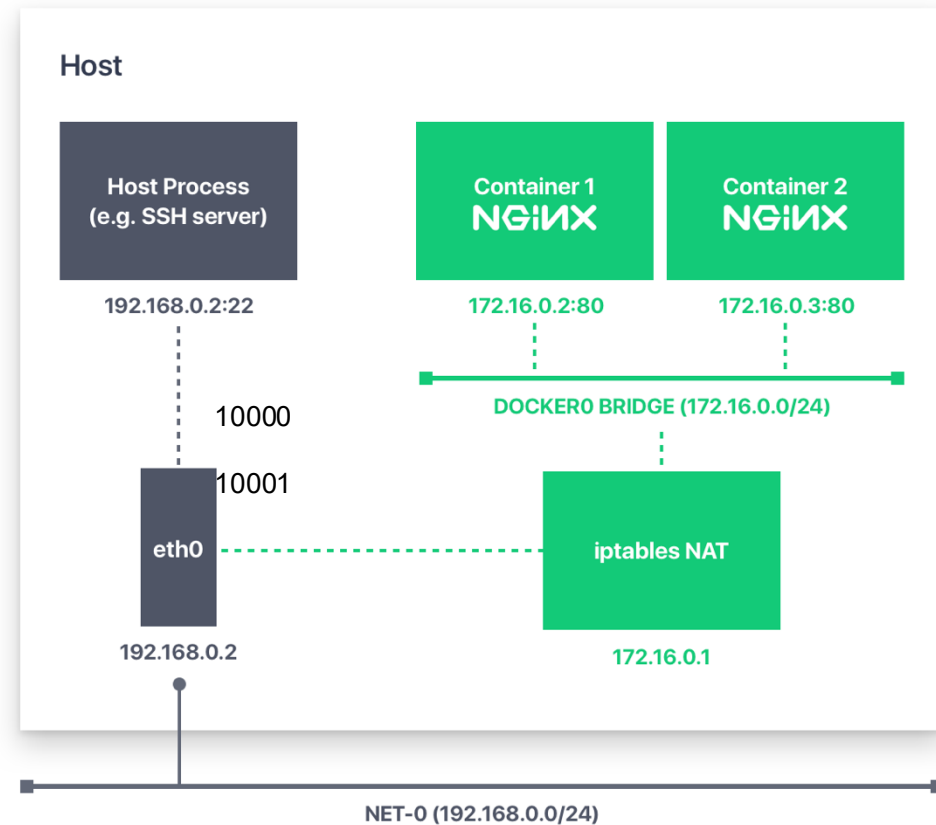 Host
Host Process
(e.g. SSH server)
Container 1
NGINX
Container 2
NGINX
192.168.0.2:22
172.16.0.2:80
172.16.0.3:80
10000
DOCKER0 BRIDGE (172.16.0.0/24)
10001
eth0
iptables NAT
192.168.0.2
172.16.0.1
NET-0 (192.168.0.0/24)